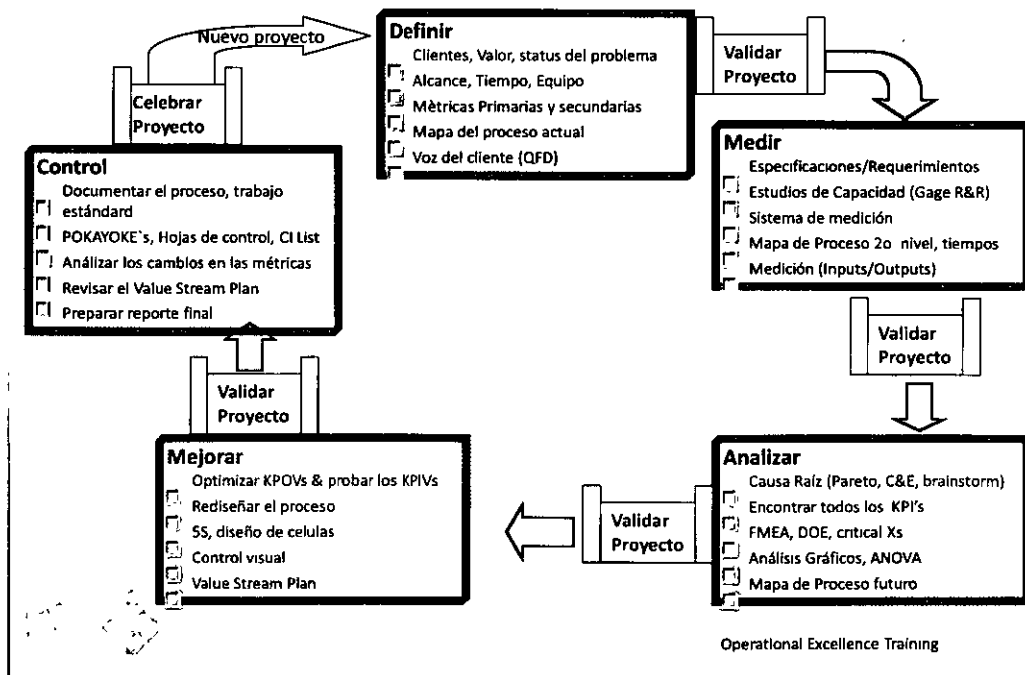 Nuevo proyecto
Definir
Clientes, Valor, status del problema
Alcance, Tiempo, Equipo
Mètricas Primarias y secundarias
Mapa del proceso actual
Voz del cliente (QFD)
Validar
Proyecto
Medir
Especificaciones/Requerimientos
Estudios de Capacidad (Gage R&R)
Sistema de medición
Mapa de Proceso 2o nivel, tiempos
Medición (Inputs/Outputs)
Validar
Proyecto
Analizar
Causa Raíz (Pareto, C&E, brainstorm)
Encontrar todos los KPI's
FMEA, DOE, critical Xs
Análisis Gráficos, ANOVA
Mapa de Proceso futuro
Validar
Proyecto
Mejorar
Optimizar KPOVs & probar los KPIVs
Rediseñar el proceso
5S, diseño de celulas
Control visual
Value Stream Plan
Validar
Proyecto
Control
Documentar el proceso, trabajo
estándard
POKAYOKE`s, Hojas de control, CI List
Análizar los cambios en las métricas
Revisar el Value Stream Plan
Preparar reporte final
Celebrar
Proyecto
Operational Excellence Training